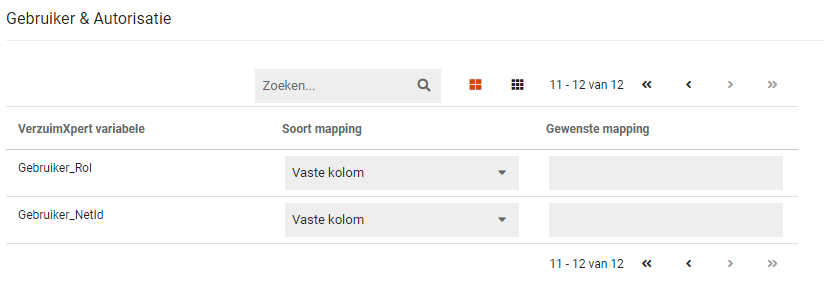 Gebruiker & Autorisatie
Zoeken...
11 - 12 van 12
VerzuimXpert variabele Soort mapping Gewenste mapping
Gebruiker_Rol Vaste kolom
Gebruiker_NetId Vaste kolom
11 - 12 van 12